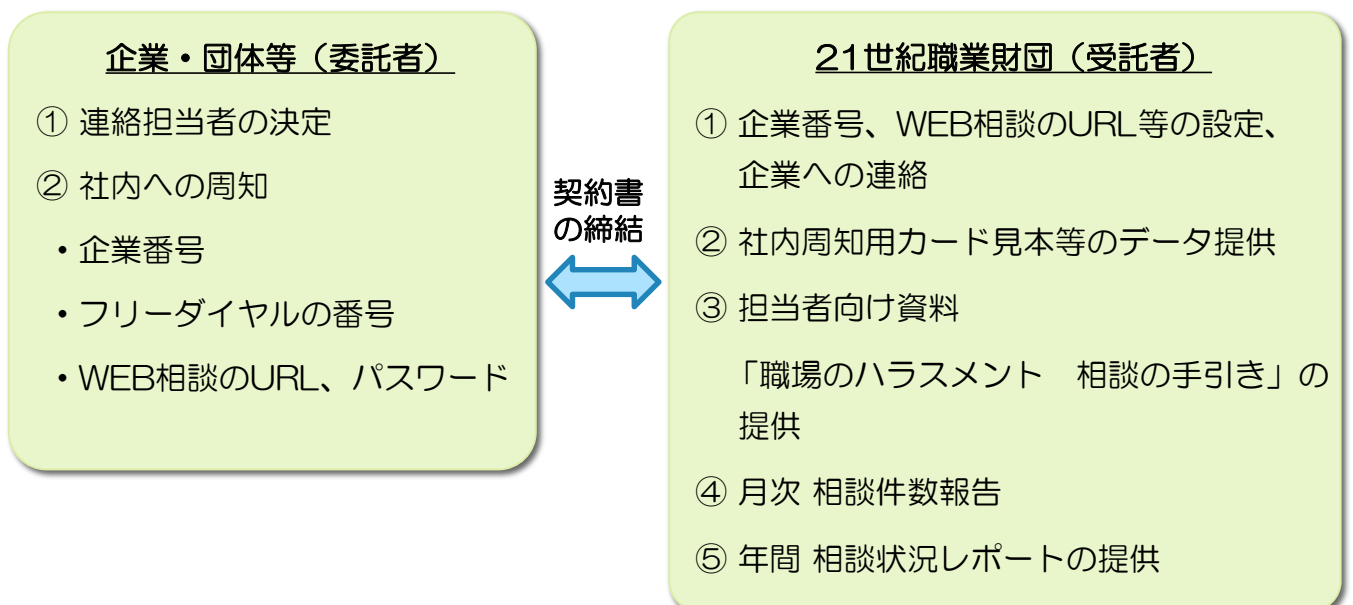 企業・団体等（委託者）
① 連絡担当者の決定
② 社内への周知
・企業番号
・フリーダイヤルの番号
・WEB相談のURL、パスワード
契約書
の締結
21世紀職業財団（受託者）
① 企業番号、WEB相談のURL等の設定、
企業への連絡
② 社内周知用カード見本等のデータ提供
③ 担当者向け資料
「職場のハラスメント　相談の手引き」の
提供
④ 月次 相談件数報告
⑤ 年間 相談状況レポートの提供